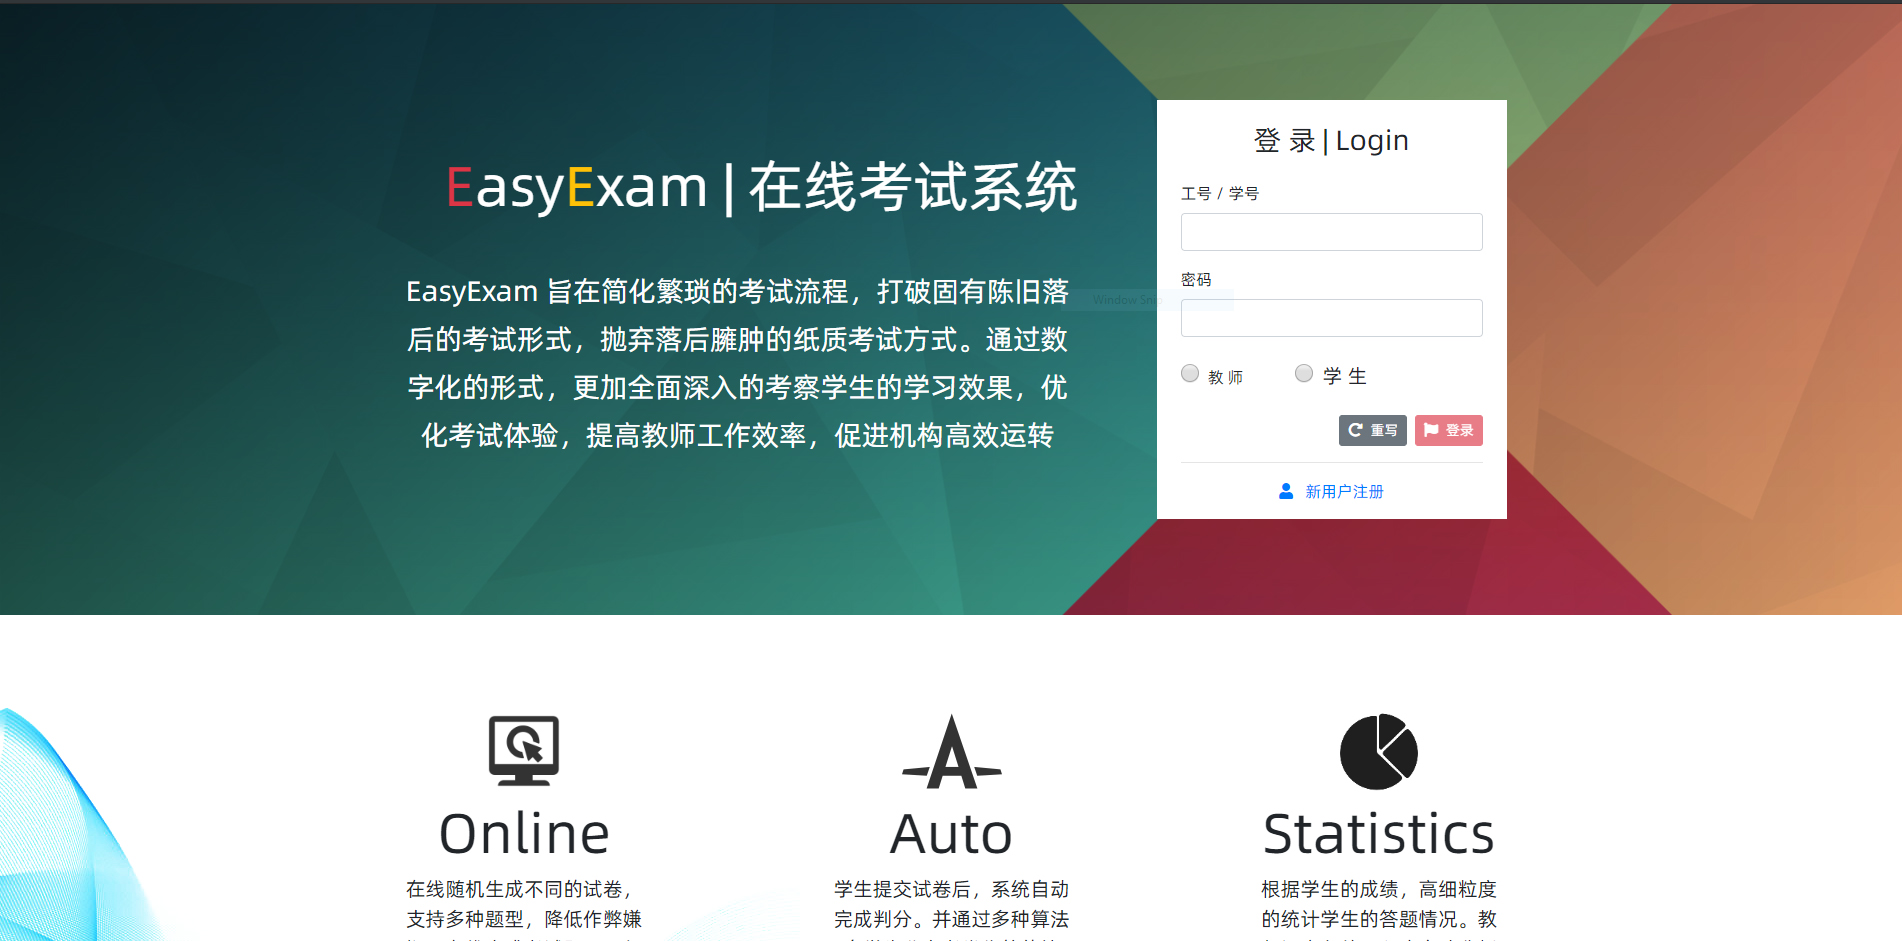 EasyExam | 在线考试系统
EasyExam 旨在简化繁琐的考试流程，打破固有陈旧落
后的考试形式，抛弃落后臃肿的纸质考试方式。通过数
字化的形式，更加全面深入的考察学生的学习效果，优
化考试体验，提高教师工作效率，促进机构高效运转
登 录 | Login
工号 / 学号
密码
Window Snip
教 师
学 生
重写
登录
新用户注册
Online
在线随机生成不同的试卷，
支持多种题型，降低作弊嫌
Auto
学生提交试卷后，系统自动
完成判分。并通过多种算法
Statistics
根据学生的成绩，高细粒度
的统计学生的答题情况。教